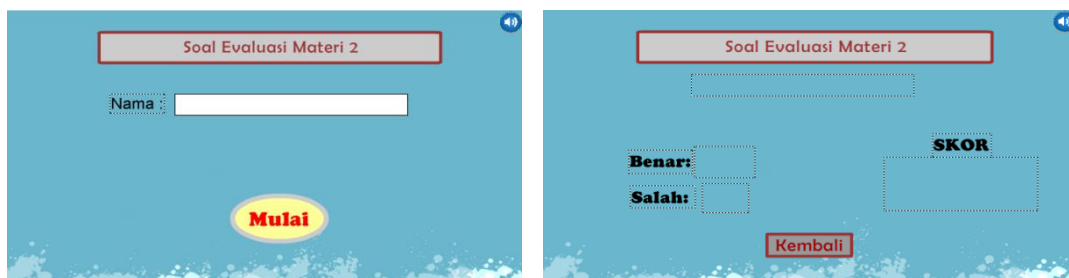 Soal Evaluasi Materi 2
Nama :
Mulai
Soal Evaluasi Materi 2
SKOR
Benar:
Salah:
Kembali